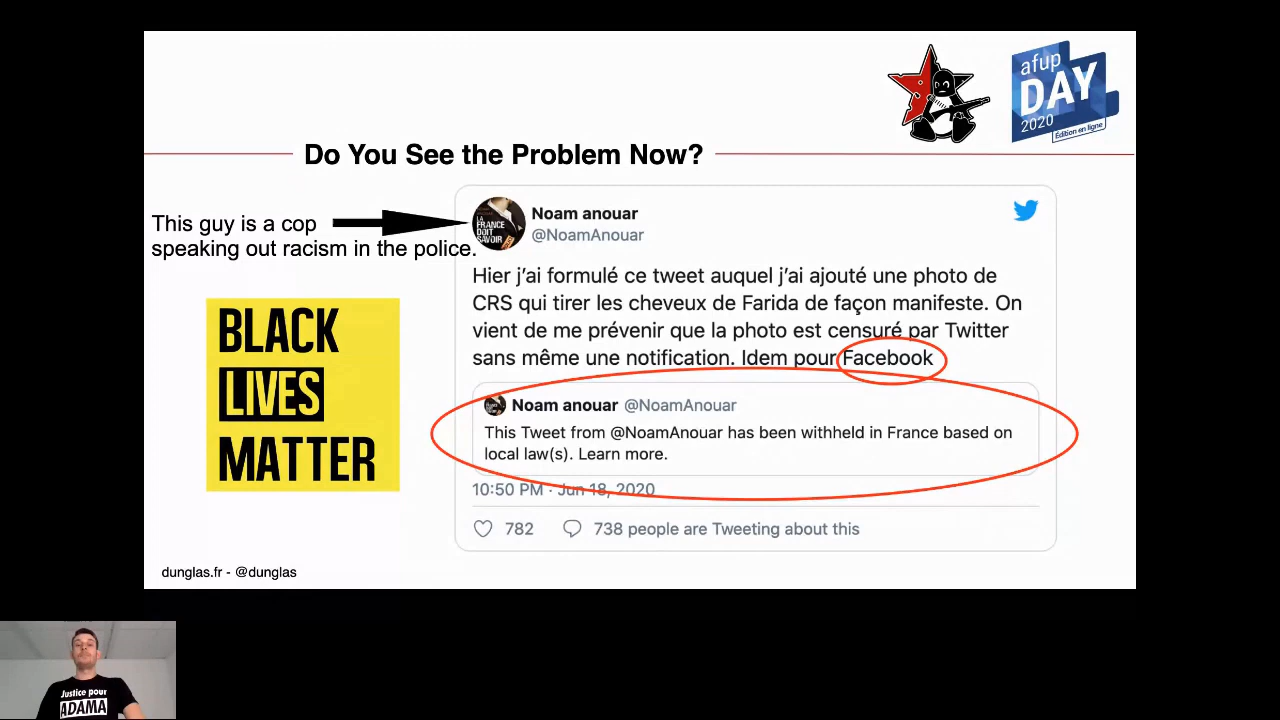 afup
DAY
2020
Édition en ligne
Do You See the Problem Now?
This guy is a cop
speaking out racism in the police.
LA
FRANCE
DOIT
SAVOIR
Noam anouar
@NoamAnouar
Hier j’ai formulé ce tweet auquel j’ai ajouté une photo de
CRS qui tirer les cheveux de Farida de façon manifeste. On
vient de me prévenir que la photo est censuré par Twitter
sans même une notification. Idem pour Facebook
Noam anouar @NoamAnouar
This Tweet from @NoamAnouar has been withheld in France based on
local law(s). Learn more.
10:50 PM · Jun 18, 2020
782 738 people are Tweeting about this
BLACK
LIVES
MATTER
dunglas.fr - @dunglas
Justice pour
ADAMA